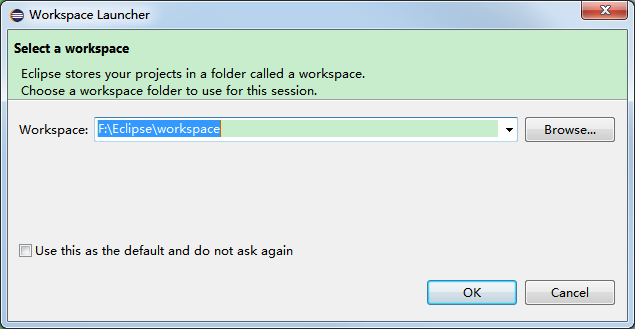 Workspace Launcher
Select a workspace
Eclipse stores your projects in a folder called a workspace.
Choose a workspace folder to use for this session.
Workspace: F:\Eclipse\workspace Browse...
Use this as the default and do not ask again
OK Cancel